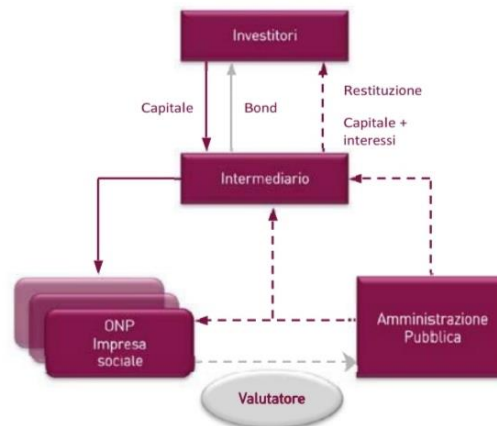 Investitori
Capitale
Bond
Restituzione
Capitale +
interessi
Intermediario
ONP
Impresa
sociale
Amministrazione
Pubblica
Valutatore